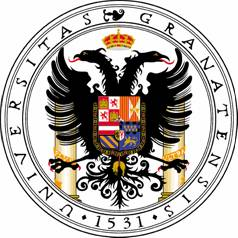 UNIVERSITAS GRANATENSIS
· 1531 ·